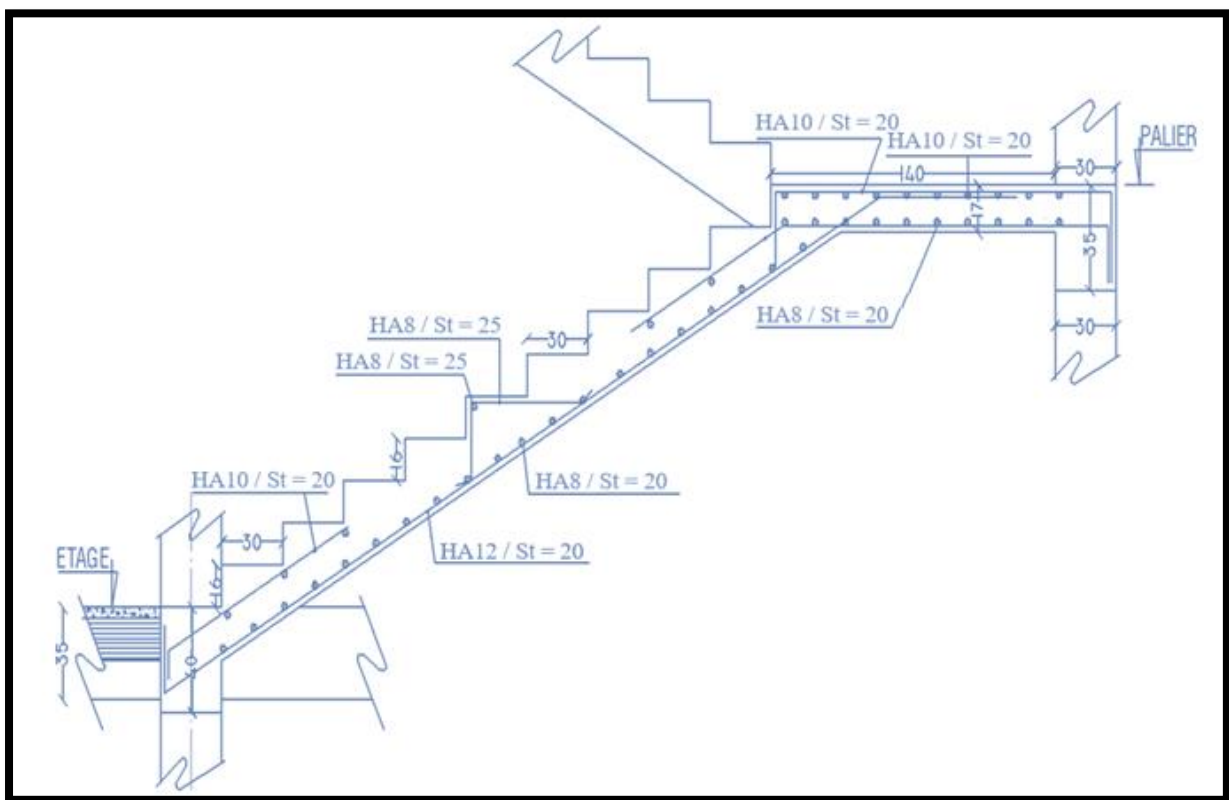 HA10 / St = 20
HA10 / St = 20
PALIER
30
140
17
35
HA8 / St = 20
30
HA8 / St = 25
30
HA8 / St = 25
16
HA10 / St = 20
HA8 / St = 20
30
HA12 / St = 20
ETAGE
16
35